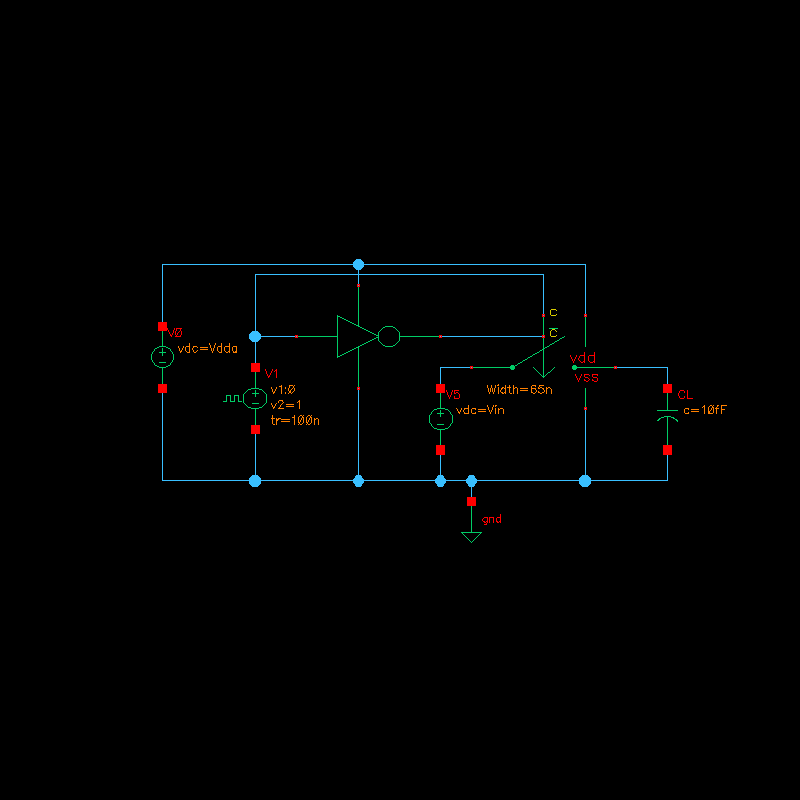 C
C
V0
vdc=Vdda
vdd
vss
V1
v1:0
v2=1
tr=100n
V5
vdc=Vin
Width=65n
CL
c=10fF
gnd